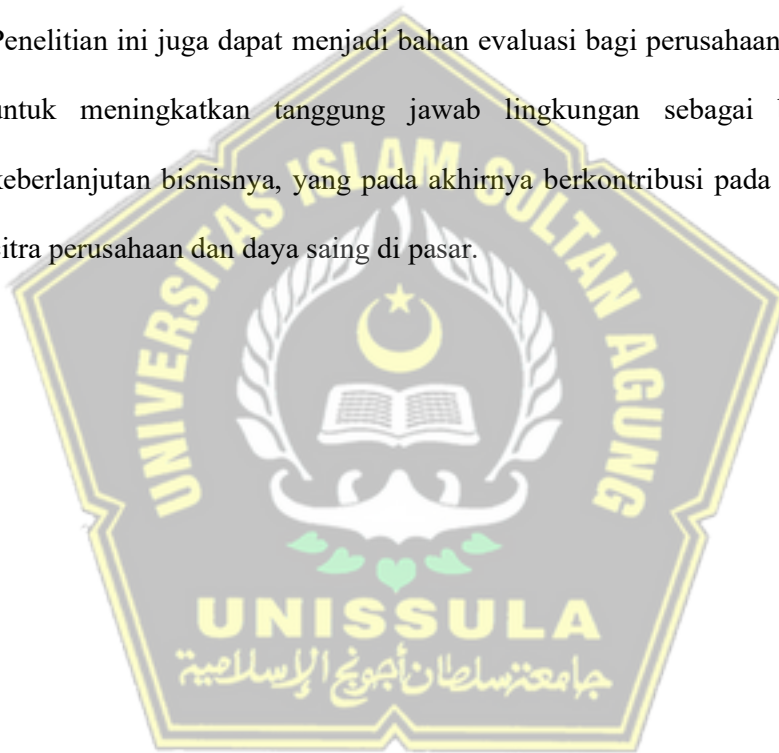 Penelitian ini juga dapat menjadi bahan evaluasi bagi perusahaan
untuk meningkatkan tanggung jawab lingkungan sebagai
keberlanjutan bisnisnya, yang pada akhirnya berkontribusi pada
citra perusahaan dan daya saing di pasar.
UNIVERSITAS ISLAM SULTAN AGUNG
UNISSULA
جامعة سلطان أجونج الإسلامية